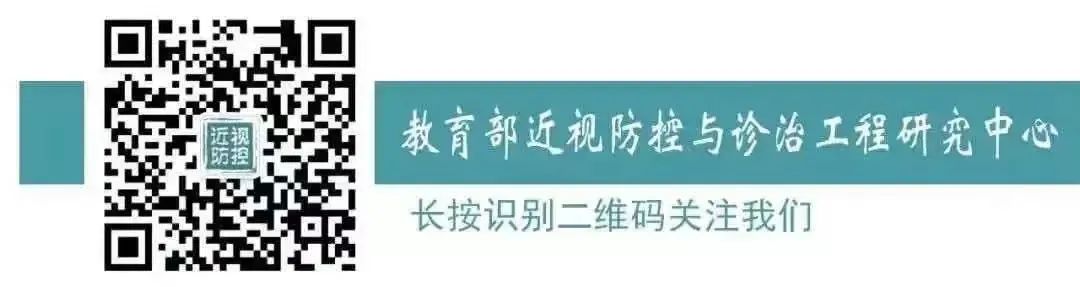 近视
防控
教育部近视防控与诊治工程研究中心
长按识别二维码关注我们